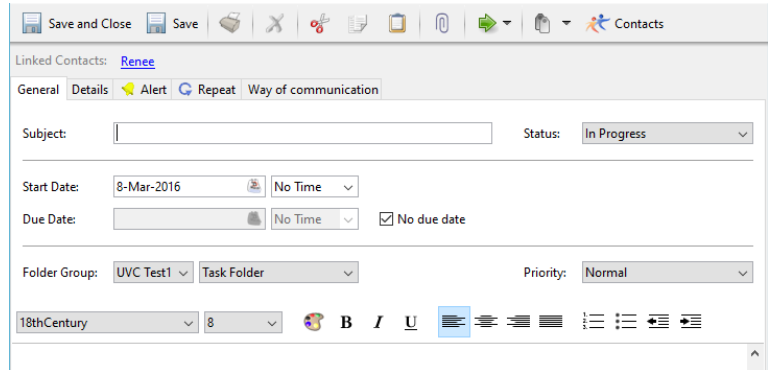 Save and Close Save Contacts
Linked Contacts: Renee
General Details Alert Repeat Way of communication
Subject: Status: In Progress
Start Date: 8-Mar-2016 No Time
Due Date: No Time No due date
Folder Group: UVC Test1 Task Folder Priority: Normal
18thCentury 8 B I U